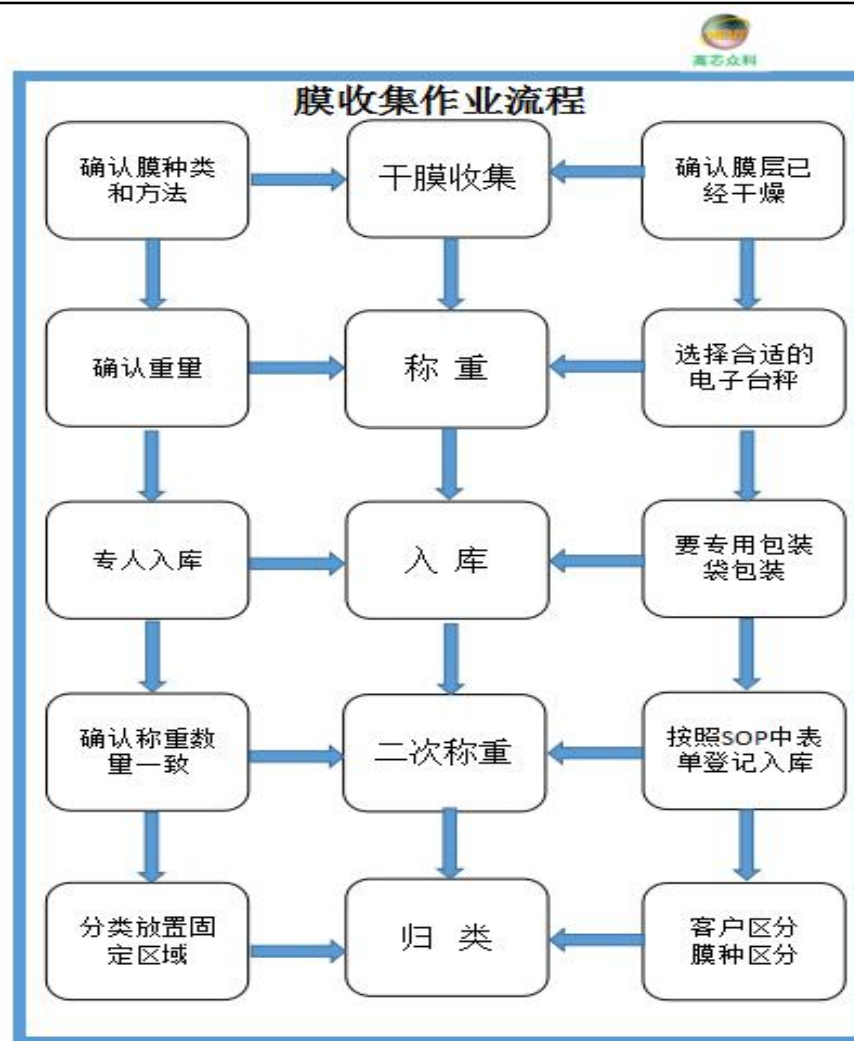 高芯众科
膜收集作业流程
确认膜种类
和方法
干膜收集
确认膜层已
经干燥
确认重量
称 重
选择合适的
电子台秤
专人入库
入 库
要专用包装
袋包装
确认称重数
量一致
二次称重
按照SOP中表
单登记入库
分类放置固
定区域
归 类
客户区分
膜种区分